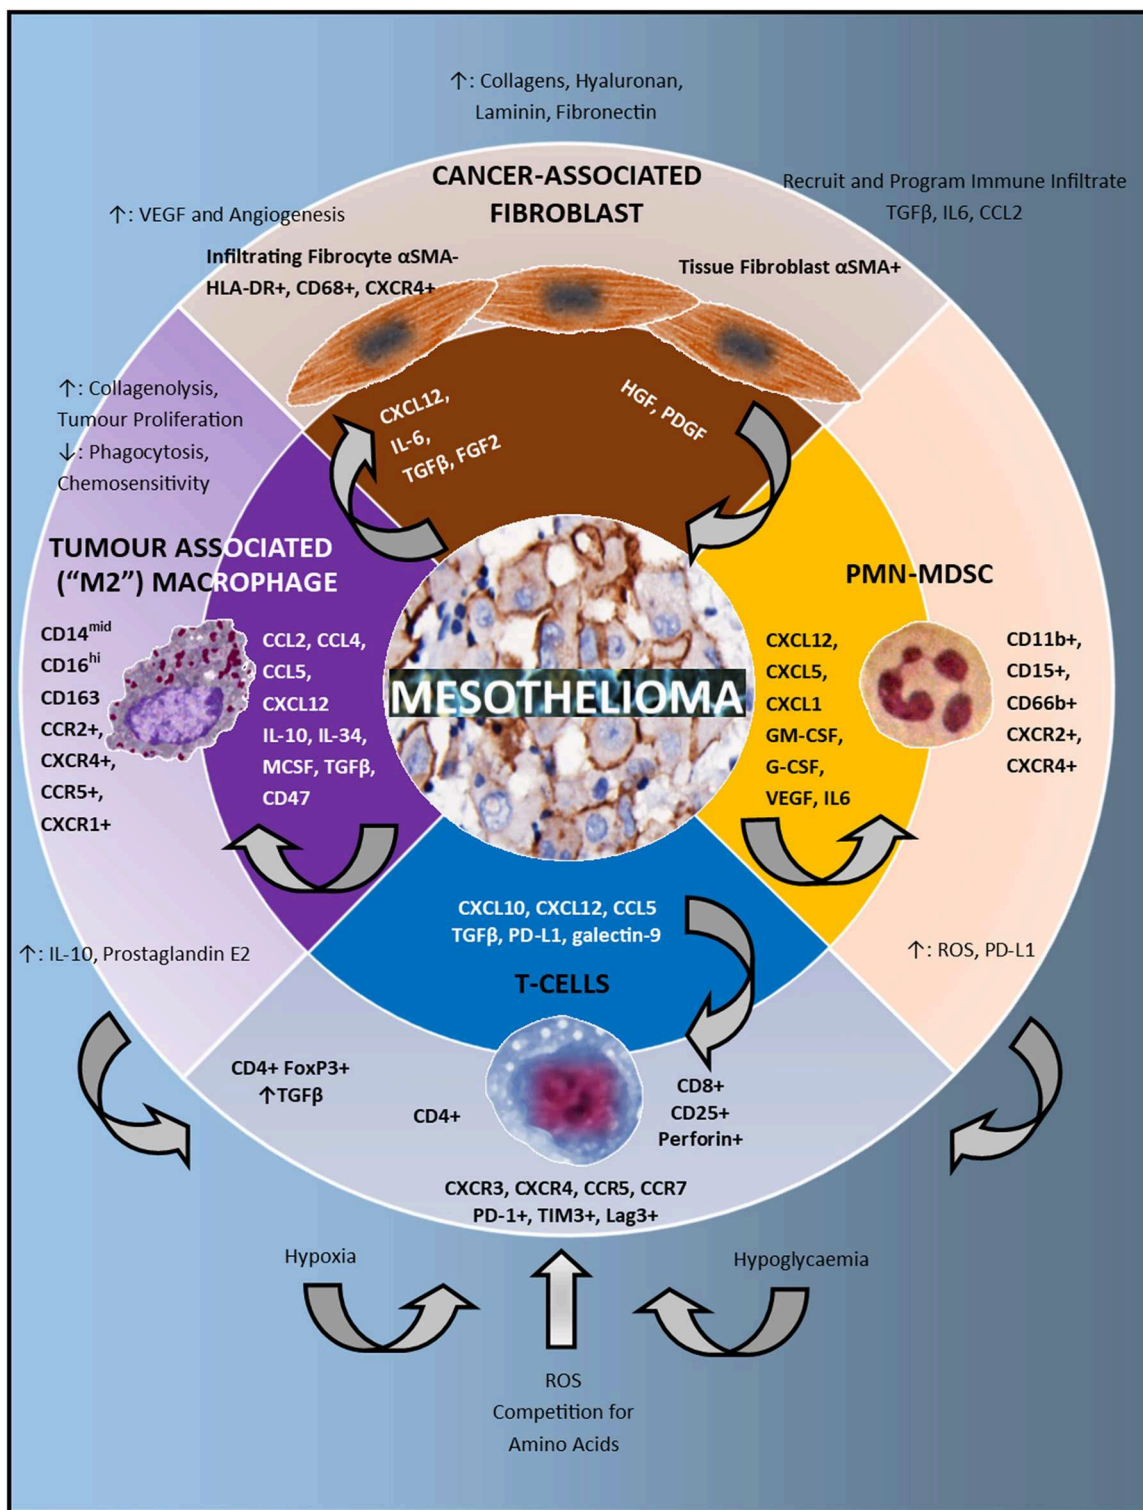 ↑: Collagens, Hyaluronan,
Laminin, Fibronectin
CANCER-ASSOCIATED
FIBROBLAST
Recruit and Program Immune Infiltrate
TGFβ, IL6, CCL2
↑: VEGF and Angiogenesis
Infiltrating Fibrocyte αSMA-
HLA-DR+, CD68+, CXCR4+
Tissue Fibroblast αSMA+
CXCL12,
IL-6,
TGFβ, FGF2
HGF, PDGF
↑: Collagenolysis,
Tumour Proliferation
↓: Phagocytosis,
Chemosensitivity
TUMOUR ASSOCIATED
(“M2”) MACROPHAGE
CD14mid
CD16hi
CD163
CCR2+,
CXCR4+,
CCR5+,
CXCR1+
CCL2, CCL4,
CCL5,
CXCL12
IL-10, IL-34,
MCSF, TGFβ,
CD47
MESOTHELIOMA
PMN-MDSC
CXCL12,
CXCL5,
CXCL1
GM-CSF,
G-CSF,
VEGF, IL6
CD11b+,
CD15+,
CD66b+
CXCR2+,
CXCR4+
↑: IL-10, Prostaglandin E2
↑: ROS, PD-L1
CXCL10, CXCL12, CCL5
TGFβ, PD-L1, galectin-9
T-CELLS
CD4+ FoxP3+
↑TGFβ
CD4+
CD8+
CD25+
Perforin+
CXCR3, CXCR4, CCR5, CCR7
PD-1+, TIM3+, Lag3+
Hypoxia
Hypoglycaemia
ROS
Competition for
Amino Acids